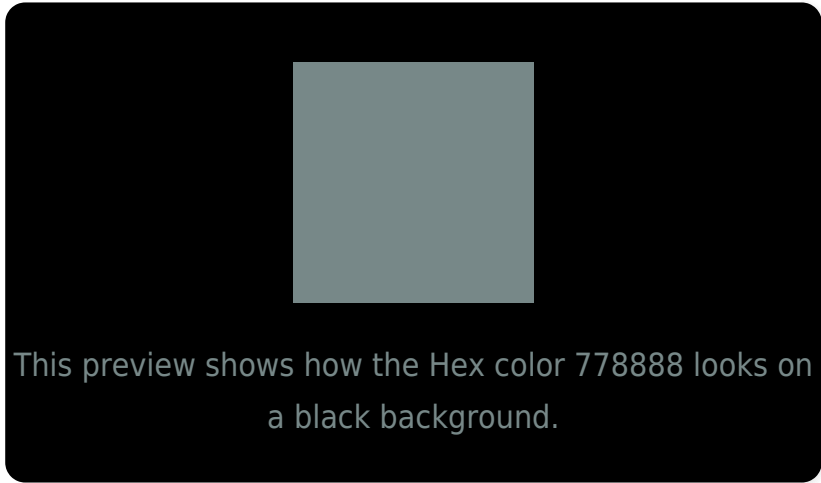 This preview shows how the Hex color 778888 looks on
a black background.